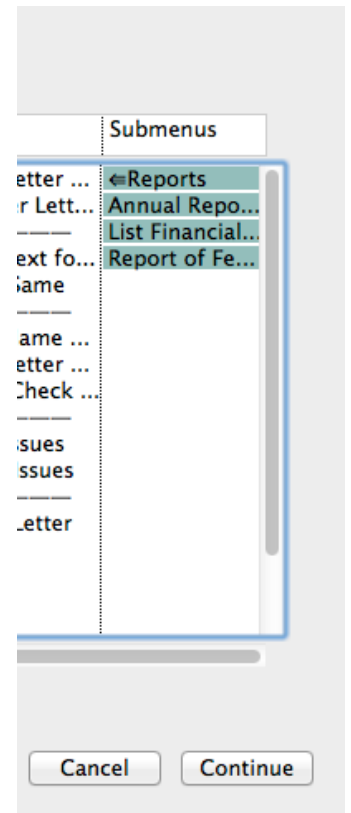 Submenus
etter ... ⇐Reports
r Lett... Annual Repo...
——— List Financial...
ext fo... Report of Fe...
Same
———
ame ...
etter ...
Check ...
———
ssues
issues
———
Letter
Cancel Continue